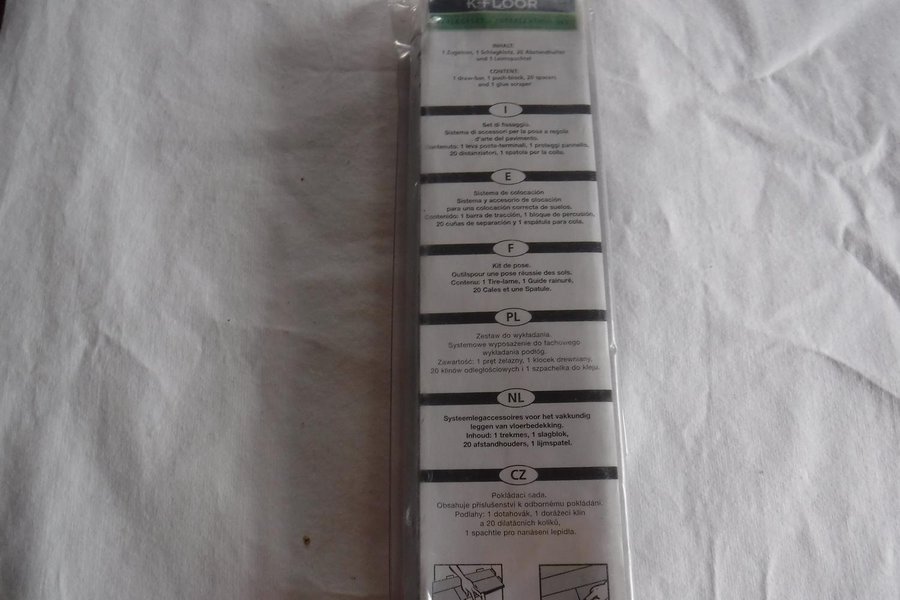 K-FLOOR
INHALT:
1 Zugeisen, 1 Schlagklotz, 20 Abstandhalter
und 1 Leimspachtel
CONTENT:
1 draw-bar, 1 push-block, 20 spacers
and 1 glue scraper
I
Set di fissaggio.
Sistema di accessori per la posa a regola
d'arte del pavimento.
Contenuto: 1 leva posta-terminali, 1 proteggi pannello,
20 distanziatori, 1 spatola per la colla.
E
Sistema de colocación
Sistema y accesorio de olocación
para una colocación correcta de suelos.
Contenido: 1 barra de tracción, 1 bloque de percusión,
20 cuñas de separación y 1 espátula para cola.
F
Kit de pose.
Outilspour une pose réussie des sols.
Contenu: 1 Tire-lame, 1 Guide rainuré,
20 Cales et une Spatule.
PL
Zestaw do wykładania.
Systemowe wyposażenie do fachowego
wykładania podłóg.
Zawartość: 1 pręt żelazny, 1 klocek drewniany,
20 klinów odległościowych i 1 szpachelka do kleju.
NL
Systeemlegaccessoires voor het vakkundig
leggen van vloerbedekking.
Inhoud: 1 trekmes, 1 slagblok,
20 afstandhouders, 1 lijmspatel.
CZ
Pokládací sada.
Obsahuje příslušenství k odbornému pokládání.
Podlahy: 1 dotahovák, 1 dorážecí klín
a 20 dilatácních kolíků,
1 spachtle pro nanášení lepidla.